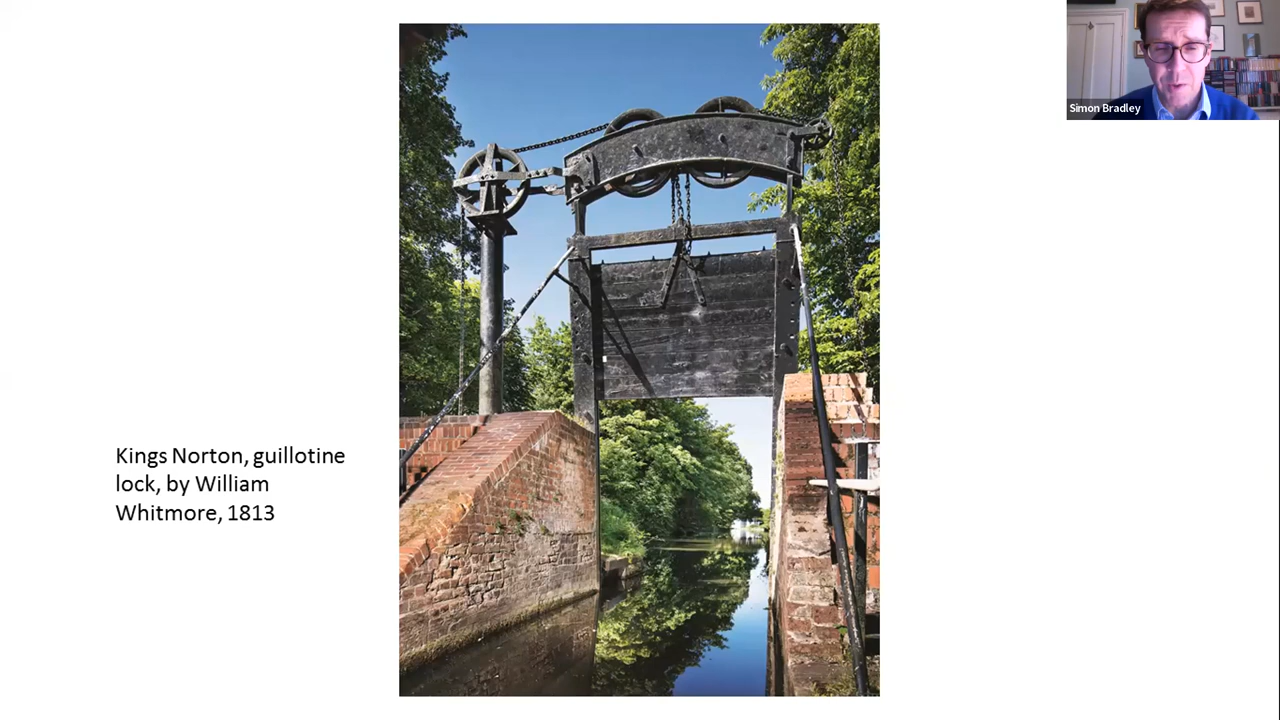 Simon Bradley
Kings Norton, guillotine
lock, by William
Whitmore, 1813